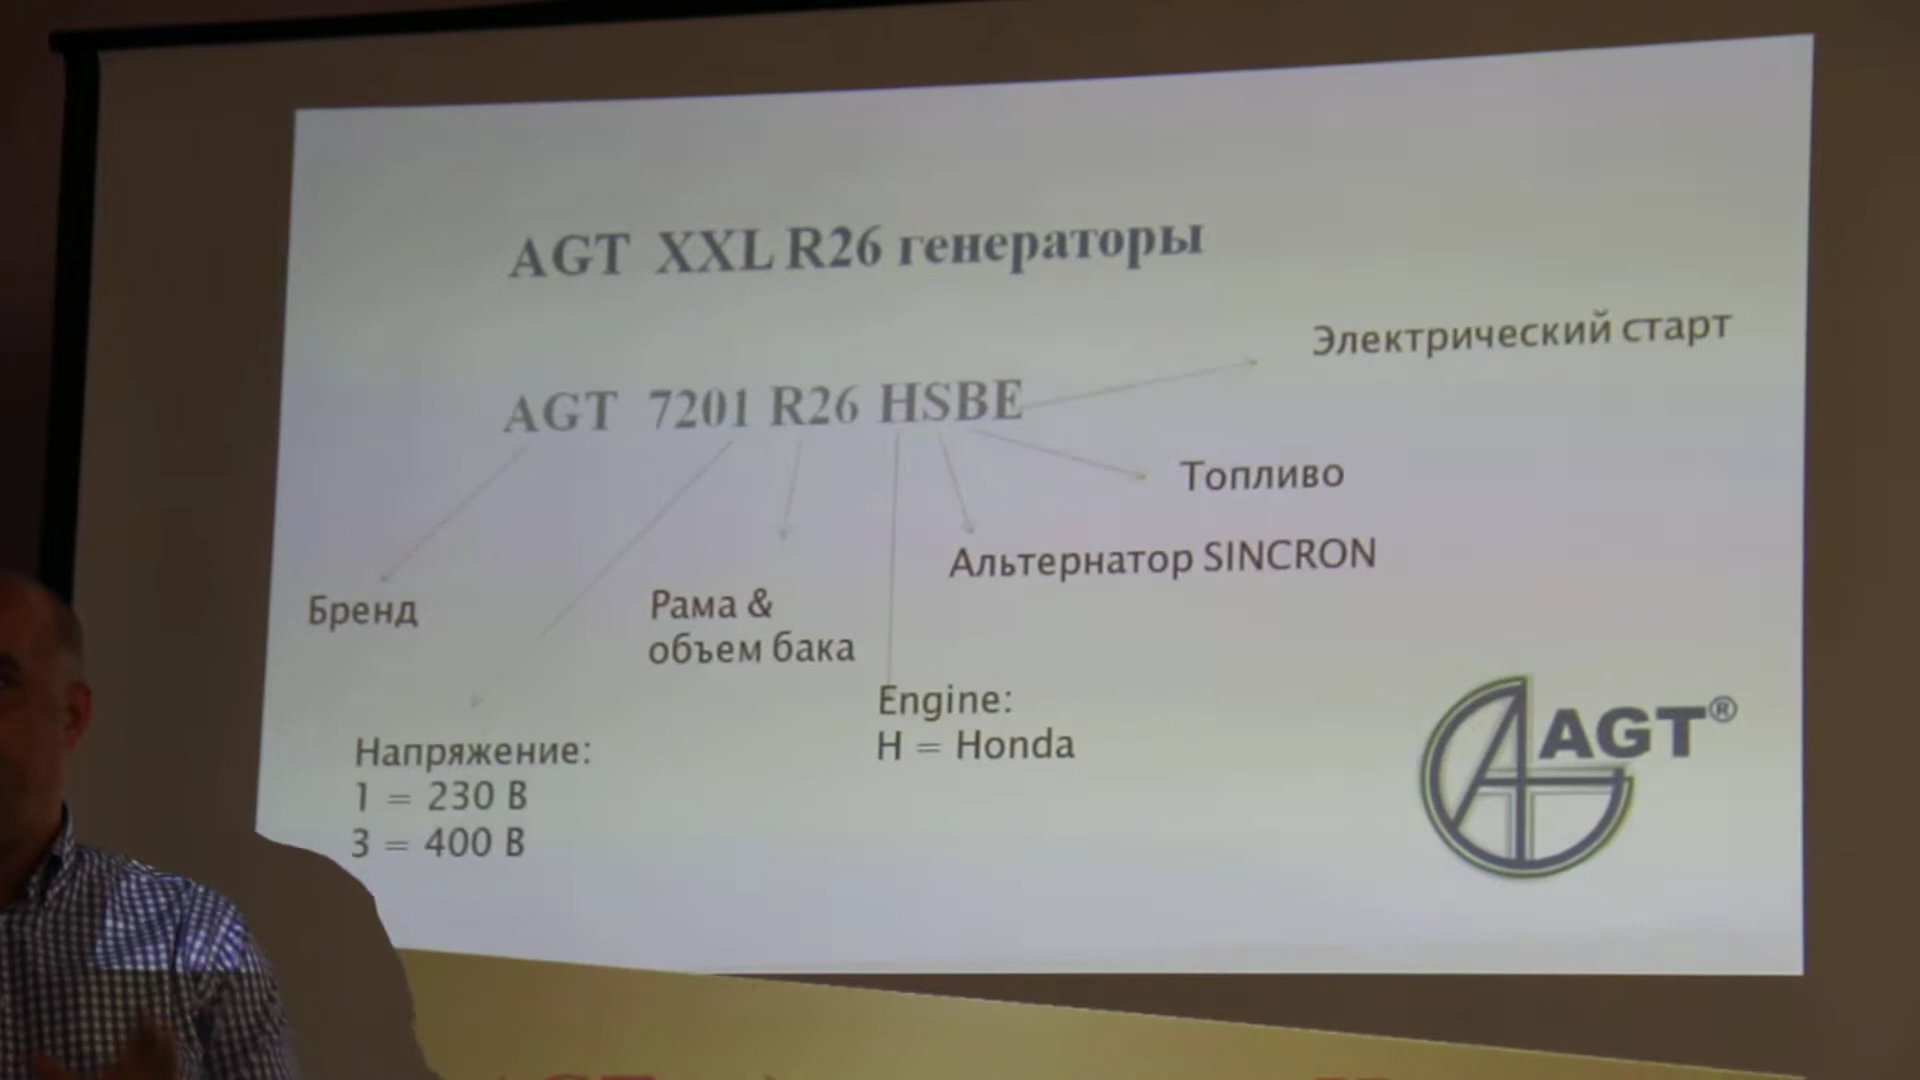 AGT XXL R26 генераторы
Электрический старт
AGT 7201 R26 HSBE
Топливо
Альтернатор SINCRON
Бренд
Рама &
объем бака
Engine:
H = Honda
Напряжение:
1 = 230 В
3 = 400 В
AGT®